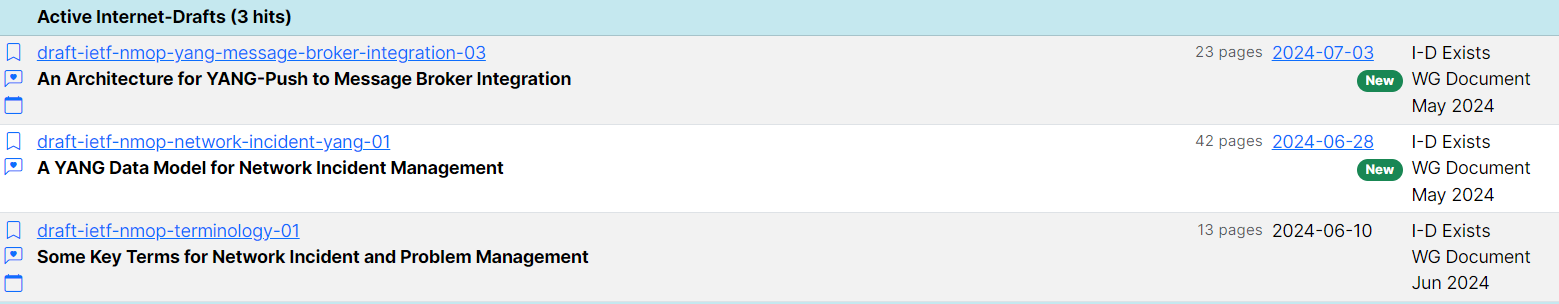 Active Internet-Drafts (3 hits)
draft-ietf-nmop-yang-message-broker-integration-03 23 pages 2024-07-03 I-D Exists
An Architecture for YANG-Push to Message Broker Integration New WG Document
May 2024
draft-ietf-nmop-network-incident-yang-01 42 pages 2024-06-28 I-D Exists
A YANG Data Model for Network Incident Management New WG Document
May 2024
draft-ietf-nmop-terminology-01 13 pages 2024-06-10 I-D Exists
Some Key Terms for Network Incident and Problem Management WG Document
Jun 2024